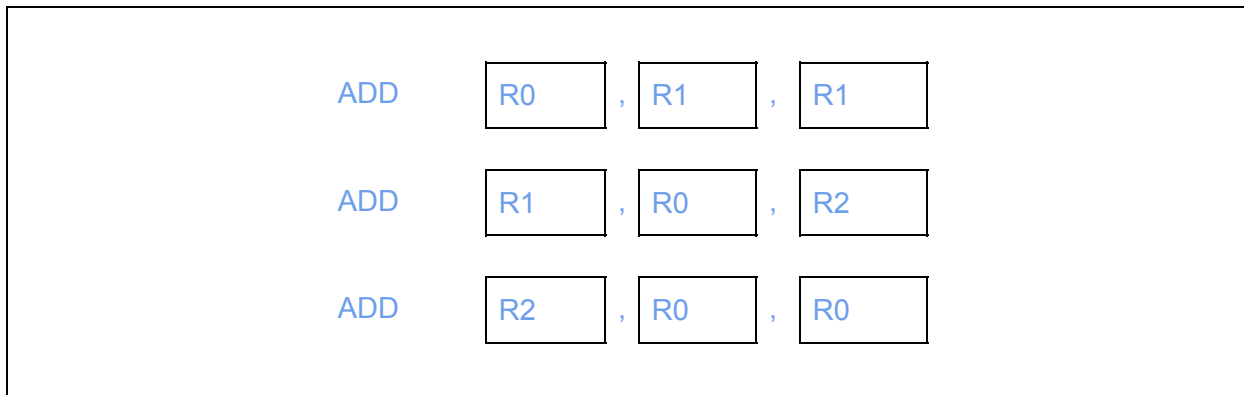 ADD R0 , R1 , R1
ADD R1 , R0 , R2
ADD R2 , R0 , R0